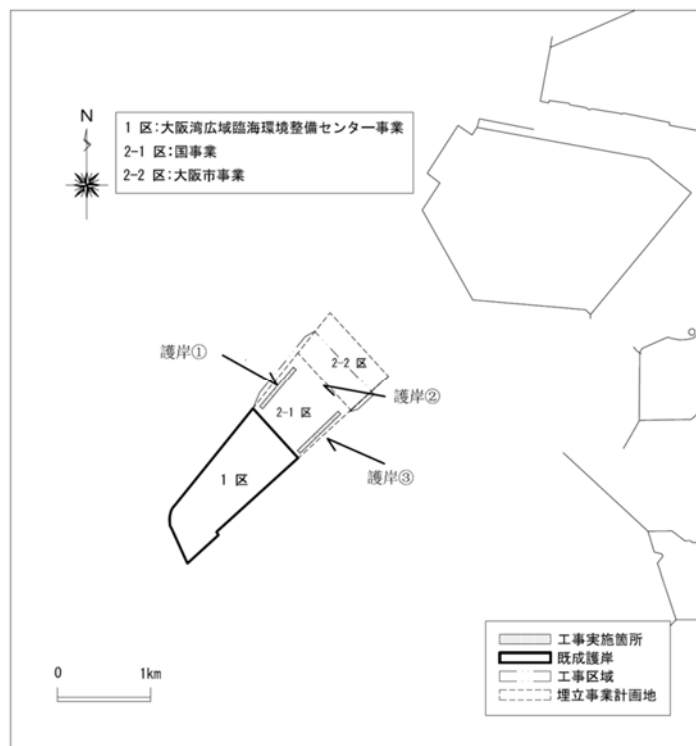 N
1 区:大阪湾広域臨海環境整備センター事業
2-1 区:国事業
2-2 区:大阪市事業
護岸①
2-2 区
護岸②
2-1 区
護岸③
1 区
工事実施箇所
既成護岸
工事区域
埋立事業計画地
0 1km